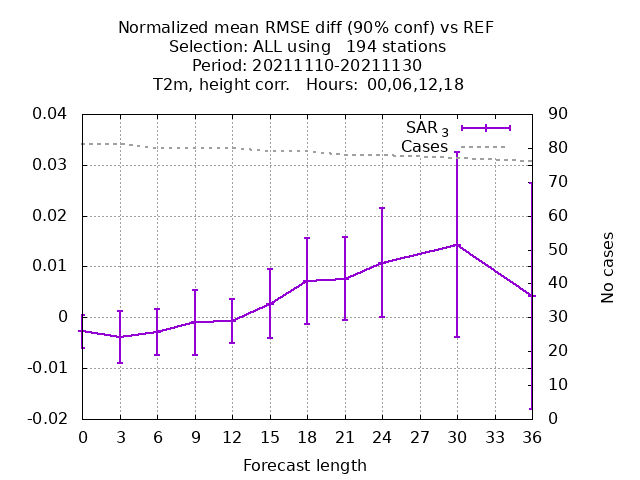 Normalized mean RMSE diff (90% conf) vs REF
Selection: ALL using   194 stations
Period: 20211110-20211130
T2m, height corr.   Hours: 00,06,12,18
0.04
0.03
0.02
0.01
0
-0.01
-0.02
SAR 3
Cases
90
80
70
60
50
40
30
20
10
0
No cases
0 3 6 9 12 15 18 21 24 27 30 33 36
Forecast length